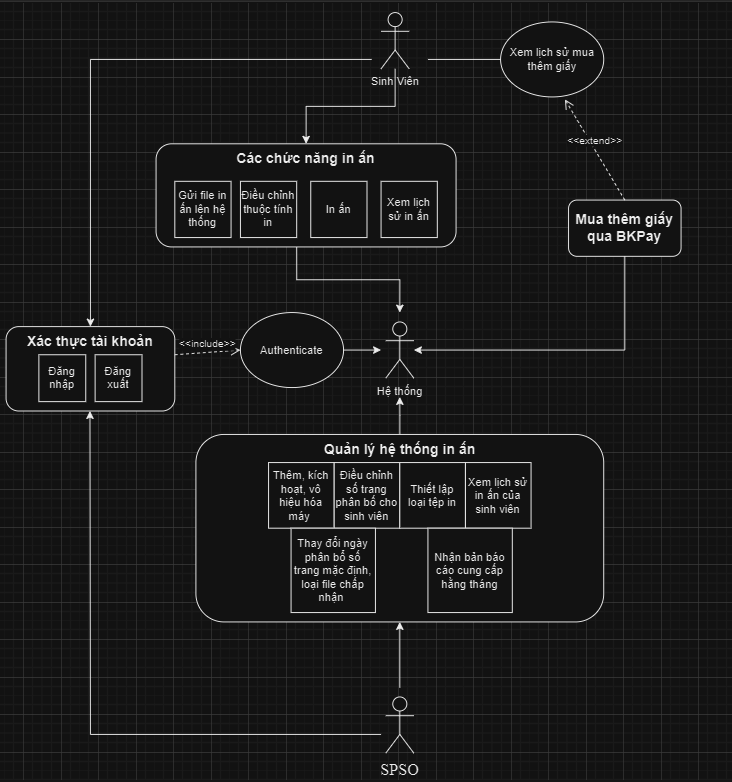 Sinh Viên
Xem lịch sử mua
thêm giấy
<<extend>>
Các chức năng in ấn
Gửi file in
ấn lên hệ
thống
Điều chỉnh
thuộc tính
in
In ấn
Xem lịch
sử in ấn
Mua thêm giấy
qua BKPay
Xác thực tài khoản
Đăng
nhập
Đăng
xuất
<<include>>
Authenticate
Hệ thống
Quản lý hệ thống in ấn
Thêm, kích
hoạt, vô
hiệu hóa
máy
Điều chỉnh
số trang
phân bố cho
sinh viên
Thiết lập
loại tệp in
Xem lịch sử
in ấn của
sinh viên
Thay đổi ngày
phân bổ số
trang mặc định,
loại file chấp
nhận
Nhận bản báo
cáo cung cấp
hằng tháng
SPSO